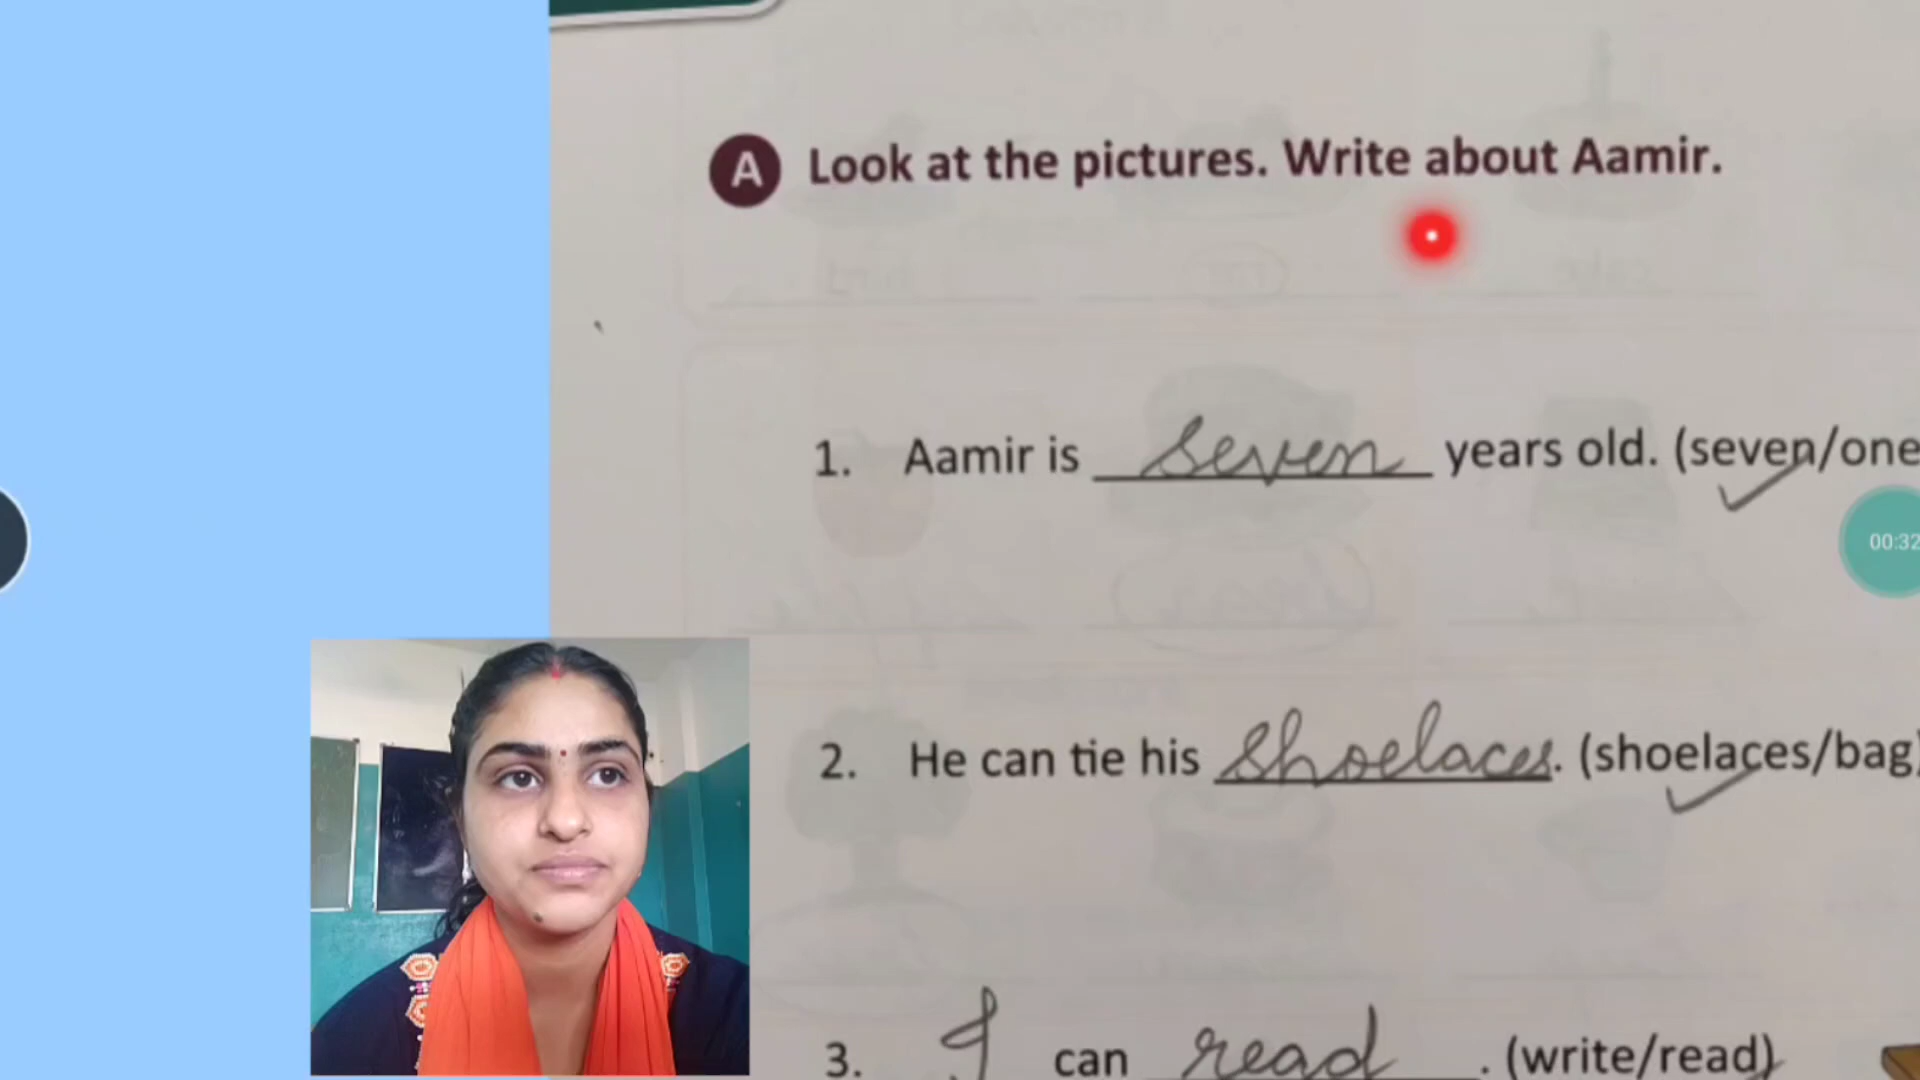 A Look at the pictures. Write about Aamir.
1. Aamir is seven years old. (seven/one
00:32
2. He can tie his shoelaces. (shoelaces/bag)
3. I can read. (write/read)